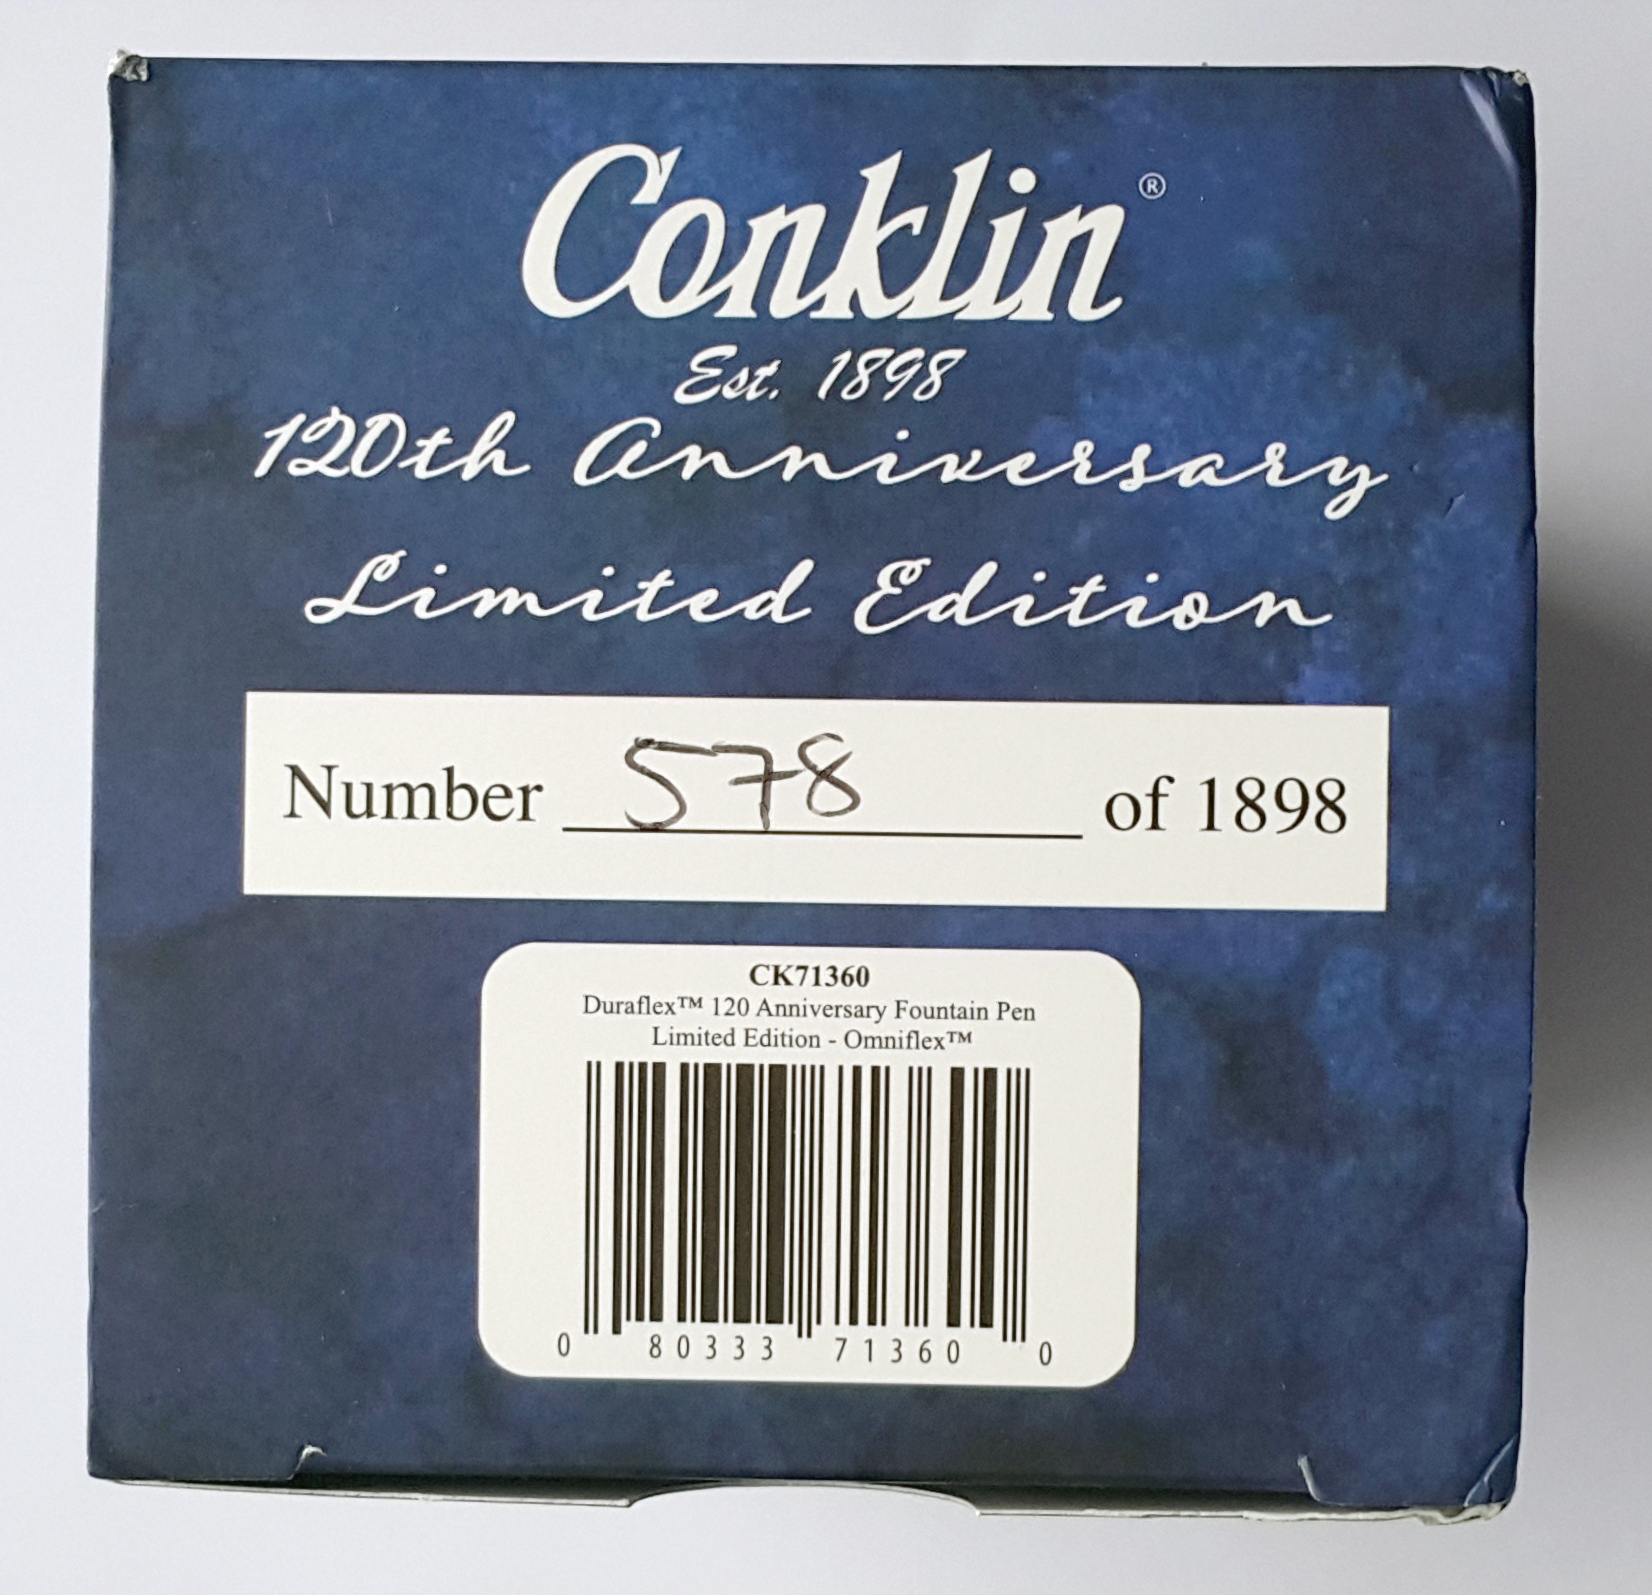 Conklin®
Est. 1898
120th Anniversary
Limited Edition
Number 578 of 1898
CK71360
Duraflex™ 120 Anniversary Fountain Pen
Limited Edition - Omniflex™
0 80333 71360 0